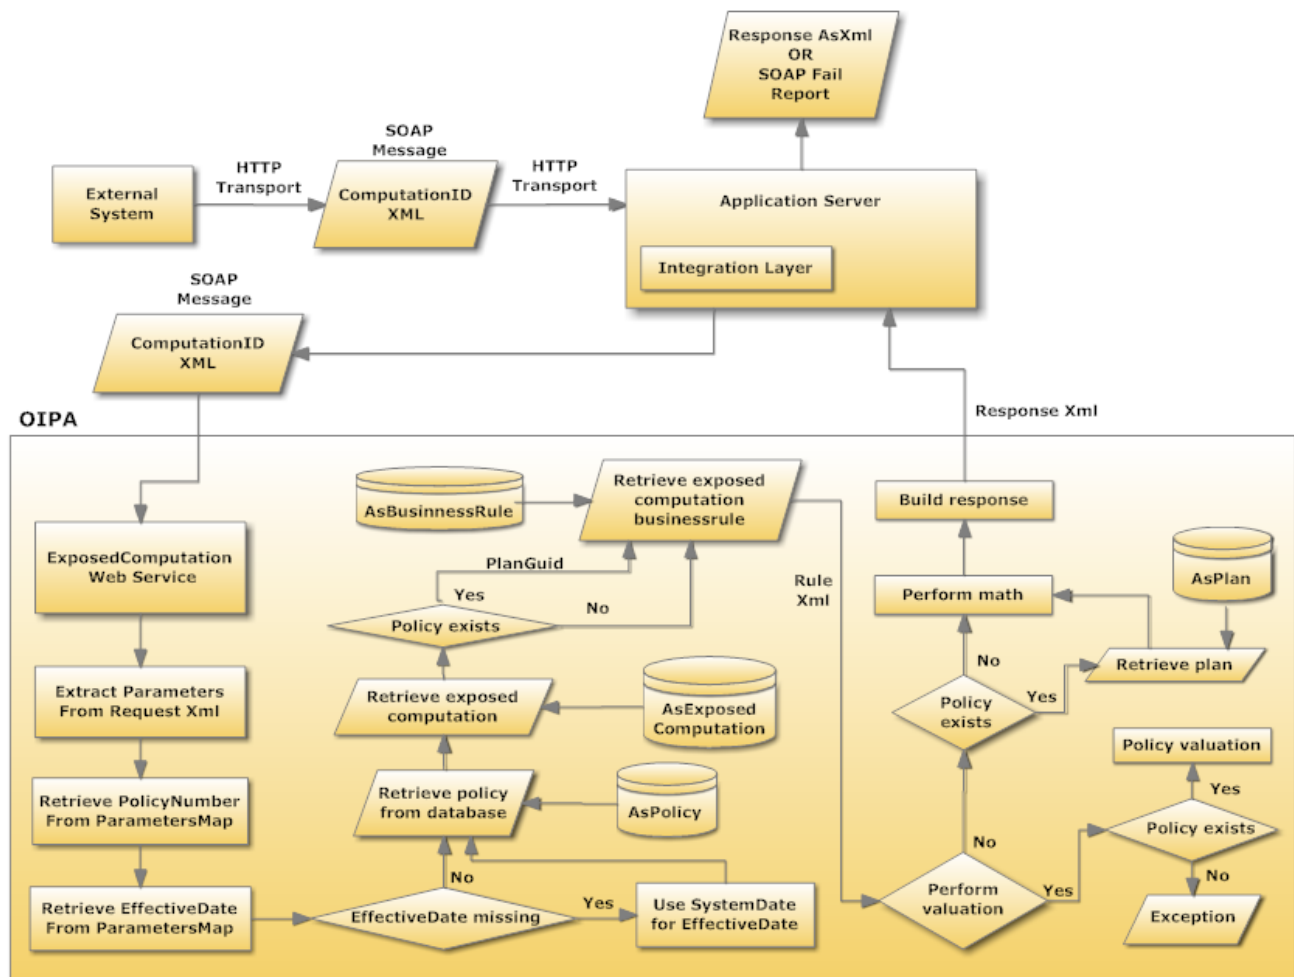 Response AsXml
OR
SOAP Fail
Report
SOAP
Message
HTTP
Transport
HTTP
Transport
External
System
ComputationID
XML
Application Server
Integration Layer
SOAP
Message
ComputationID
XML
Response Xml
OIPA
AsBusinnessRule
Retrieve exposed
computation
businessrule
Build response
ExposedComputation
Web Service
PlanGuid
Yes
No
Rule
Xml
Perform math
AsPlan
Policy exists
No
Retrieve plan
Extract Parameters
From Request Xml
Retrieve exposed
computation
AsExposed
Computation
Policy
exists
Yes
Policy valuation
Retrieve PolicyNumber
From ParametersMap
Retrieve policy
from database
AsPolicy
Yes
Policy exists
No
No
No
Retrieve EffectiveDate
From ParametersMap
EffectiveDate missing
Yes
Use SystemDate
for EffectiveDate
Perform
valuation
Yes
Exception